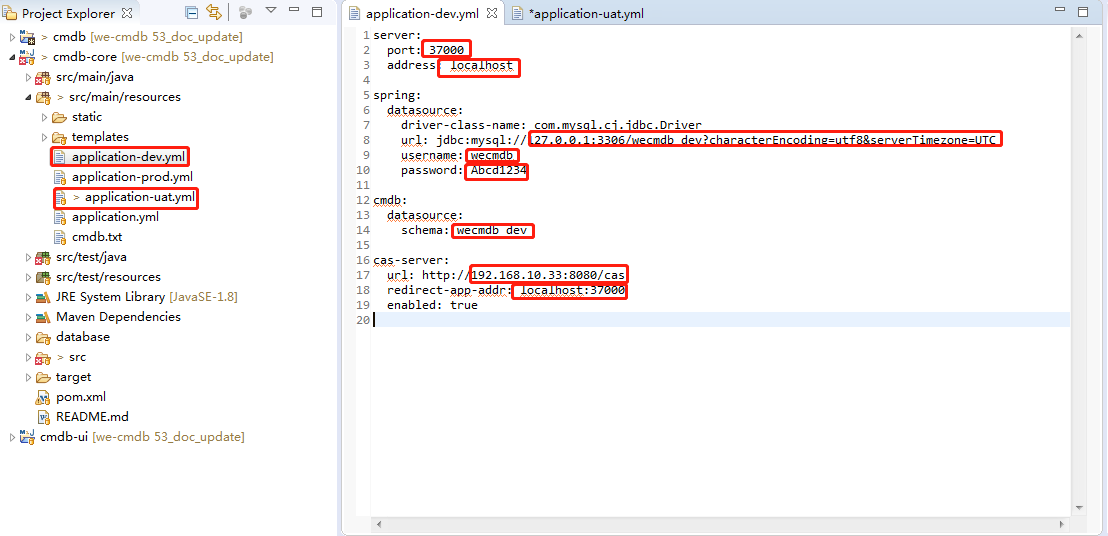 Project Explorer
> cmdb [we-cmdb 53_doc_update]
> cmdb-core [we-cmdb 53_doc_update]
src/main/java
> src/main/resources
static
templates
application-dev.yml
application-prod.yml
> application-uat.yml
application.yml
cmdb.txt
src/test/java
src/test/resources
JRE System Library [JavaSE-1.8]
Maven Dependencies
database
> src
target
pom.xml
README.md
cmdb-ui [we-cmdb 53_doc_update]
application-dev.yml
*application-uat.yml
1 server:
2 port: 37000
3 address: localhost
4
5 spring:
6 datasource:
7 driver-class-name: com.mysql.cj.jdbc.Driver
8 url: jdbc:mysql://127.0.0.1:3306/wecmdb_dev?characterEncoding=utf8&serverTimezone=UTC
9 username: wecmdb
10 password: Abcd1234
11
12 cmdb:
13 datasource:
14 schema: wecmdb_dev
15
16 cas-server:
17 url: http://192.168.10.33:8080/cas
18 redirect-app-addr: localhost:37000
19 enabled: true
20